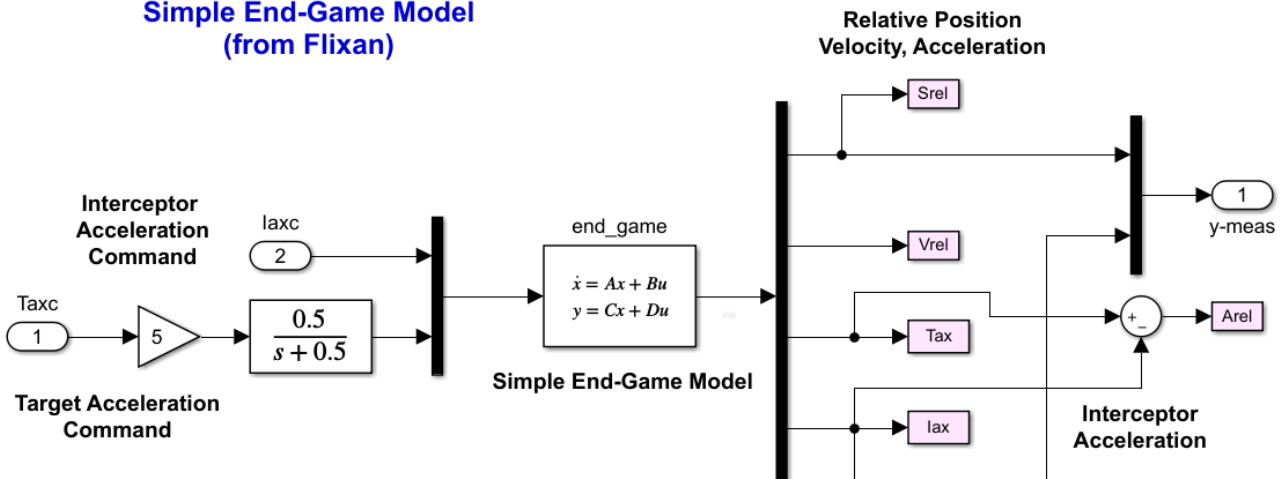 Simple End-Game Model
(from Flixan)
Relative Position
Velocity, Acceleration
Srel
Interceptor
Acceleration
Command
Iaxc
2
end_game
ẋ = Ax + Bu
y = Cx + Du
Vrel
1
y-meas
Taxc
1
5
0.5
s + 0.5
Tax
+
−
Arel
Simple End-Game Model
Target Acceleration
Command
Iax
Interceptor
Acceleration